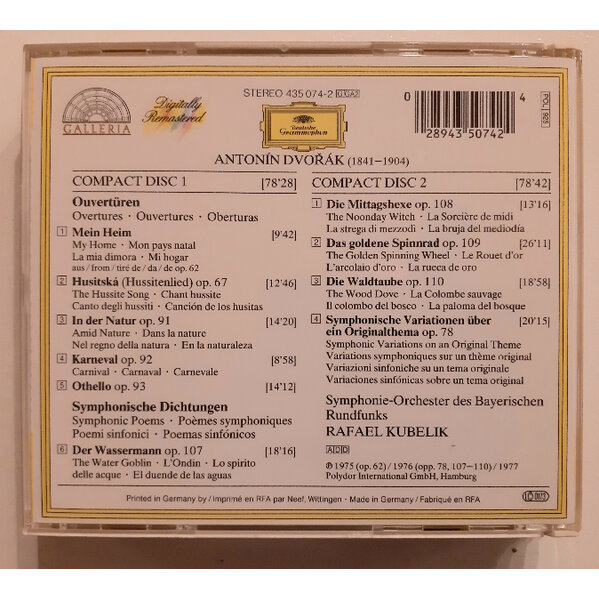 GALLERIA
Digitally
Remastered
STEREO 435 074-2 GGA2
Deutsche
Grammophon
0 28943 50742 4
POL 925
ANTONÍN DVOŘÁK (1841–1904)
COMPACT DISC 1 [78'28]
Ouvertüren
Overtures · Ouvertures · Oberturas
1 Mein Heim [9'42]
My Home · Mon pays natal
La mia dimora · Mi hogar
aus / from / tiré de / da / de op. 62
2 Husitská (Hussitenlied) op. 67 [12'46]
The Hussite Song · Chant hussite
Canto degli hussiti · Canción de los husitas
3 In der Natur op. 91 [14'20]
Amid Nature · Dans la nature
Nel regno della natura · En la naturaleza
4 Karneval op. 92 [8'58]
Carnival · Carnaval · Carnevale
5 Othello op. 93 [14'12]
Symphonische Dichtungen
Symphonic Poems · Poèmes symphoniques
Poemi sinfonici · Poemas sinfónicos
6 Der Wassermann op. 107 [18'16]
The Water Goblin · L'Ondin · Lo spirito
delle acque · El duende de las aguas
COMPACT DISC 2 [78'42]
1 Die Mittagshexe op. 108 [13'16]
The Noonday Witch · La Sorcière de midi
La strega di mezzodì · La bruja del mediodía
2 Das goldene Spinnrad op. 109 [26'11]
The Golden Spinning Wheel · Le Rouet d'or
L'arcolaio d'oro · La rueca de oro
3 Die Waldtaube op. 110 [18'58]
The Wood Dove · La Colombe sauvage
Il colombo del bosco · La paloma del bosque
4 Symphonische Variationen über [20'15]
ein Originalthema op. 78
Symphonic Variations on an Original Theme
Variations symphoniques sur un thème original
Variazioni sinfoniche su un tema originale
Variaciones sinfónicas sobre un tema original
Symphonie-Orchester des Bayerischen
Rundfunks
RAFAEL KUBELIK
ADD
℗ 1975 (op. 62) / 1976 (opp. 78, 107–110) / 1977
Polydor International GmbH, Hamburg
Printed in Germany by / Imprimé en RFA par Neef, Wittingen · Made in Germany / Fabriqué en RFA